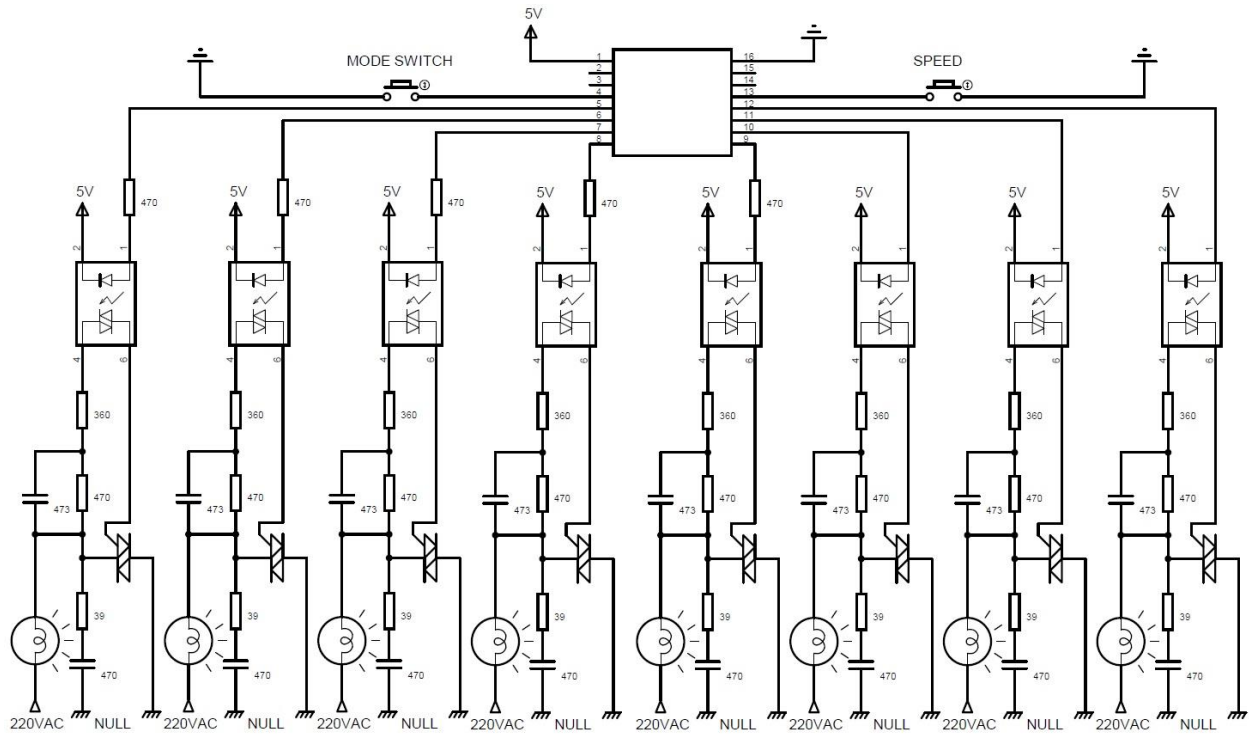 5V
MODE SWITCH
SPEED
1 16
2 15
3 14
4 13
5 12
6 11
7 10
8 9
5V 470 5V 470 5V 470 5V 470 5V 470 5V 5V 5V
2 1 2 1 2 1 2 1 2 1 2 1 2 1 2 1
4 6 4 6 4 6 4 6 4 6 4 6 4 6 4 6
360 360 360 360 360 360 360 360
473 470 473 470 473 470 473 470 473 470 473 470 473 470 473 470
39 39 39 39 39 39 39 39
470 470 470 470 470 470 470 470
220VAC NULL 220VAC NULL 220VAC NULL 220VAC NULL 220VAC NULL 220VAC NULL 220VAC NULL 220VAC NULL